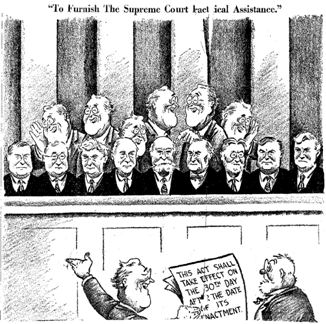 "To Furnish The Supreme Court Practical Assistance."
THIS ACT SHALL
TAKE EFFECT ON
THE 30TH DAY
AFTER THE DATE
OF ITS
ENACTMENT.